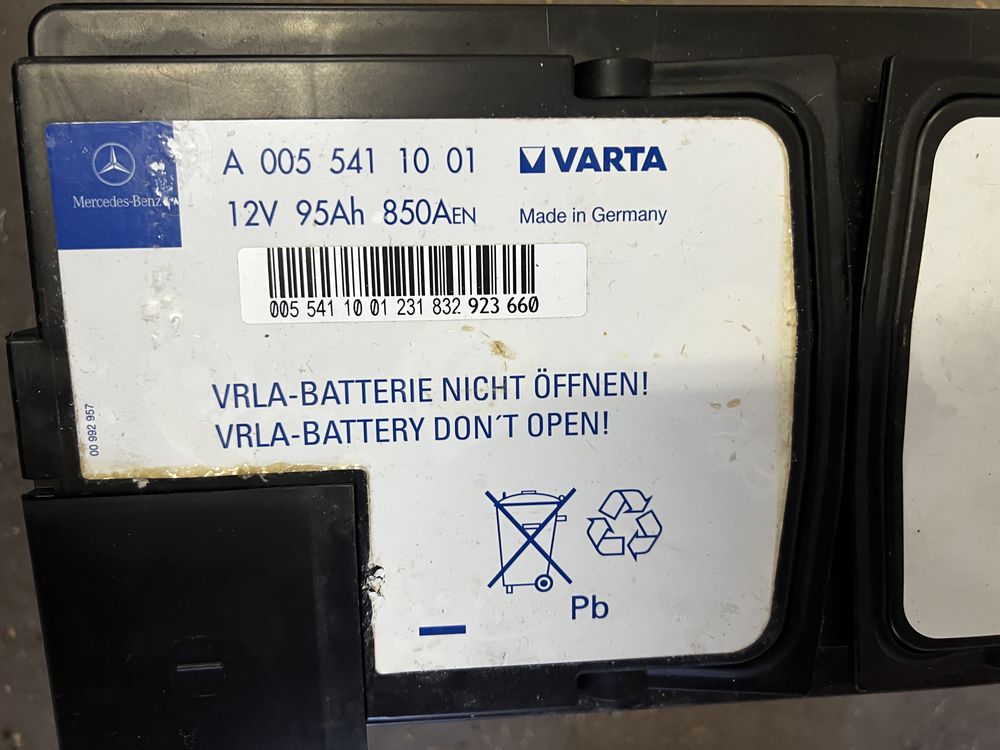 Mercedes-Benz
A 005 541 10 01
VARTA
12V 95Ah 850AEN
Made in Germany
005 541 10 01 231 832 923 660
VRLA-BATTERIE NICHT ÖFFNEN!
VRLA-BATTERY DON´T OPEN!
00 992 957
Pb